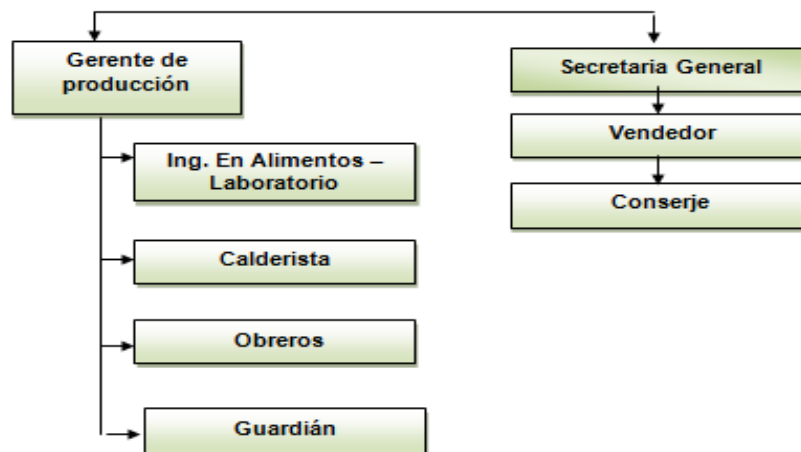 Gerente de
producción
Ing. En Alimentos –
Laboratorio
Calderista
Obreros
Guardián
Secretaria General
Vendedor
Conserje